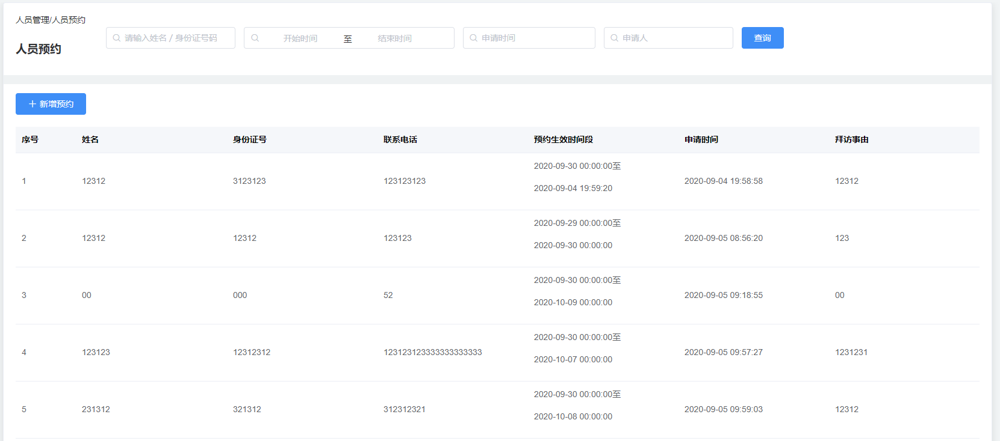 人员管理/人员预约
人员预约
请输入姓名 / 身份证号码 开始时间 至 结束时间 申请时间 申请人 查询
新增预约
序号 姓名 身份证号 联系电话 预约生效时间段 申请时间 拜访事由
1 12312 3123123 123123123 2020-09-30 00:00:00至 2020-09-04 19:58:58 12312
2020-09-04 19:59:20
2 12312 12312 123123 2020-09-29 00:00:00至 2020-09-05 08:56:20 123
2020-09-30 00:00:00
3 00 000 52 2020-09-30 00:00:00至 2020-09-05 09:18:55 00
2020-10-09 00:00:00
4 123123 12312312 123123123333333333333 2020-09-30 00:00:00至 2020-09-05 09:57:27 1231231
2020-10-07 00:00:00
5 231312 321312 312312321 2020-09-30 00:00:00至 2020-09-05 09:59:03 12312
2020-10-08 00:00:00